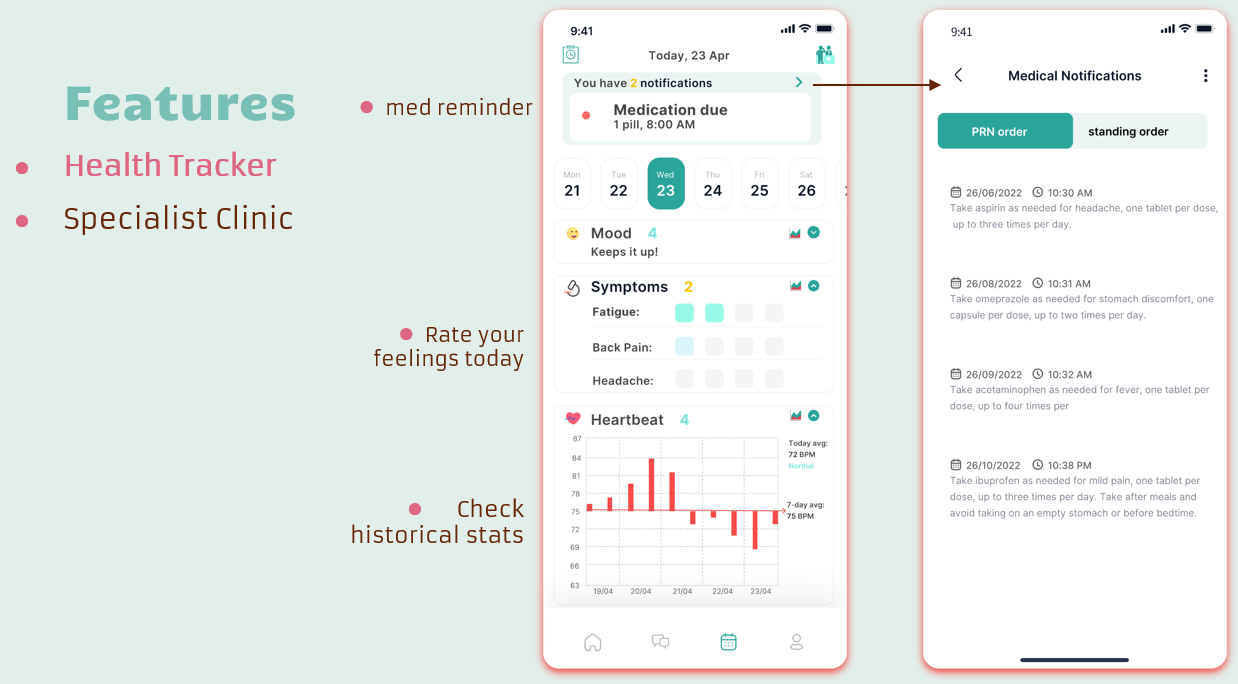 Features
Health Tracker
Specialist Clinic
med reminder
Rate your
feelings today
Check
historical stats
9:41
Today, 23 Apr
You have 2 notifications
Medication due
1 pill, 8:00 AM
Mon Tue Wed Thu Fri Sat
21 22 23 24 25 26
Mood 4
Keeps it up!
Symptoms 2
Fatigue:
Back Pain:
Headache:
Heartbeat 4
87
84
81
78
75
72
69
66
63
19/04 20/04 21/04 22/04 23/04
Today avg:
72 BPM
Normal
7-day avg:
75 BPM
9:41
Medical Notifications
PRN order standing order
26/06/2022 10:30 AM
Take aspirin as needed for headache, one tablet per dose,
up to three times per day.
26/08/2022 10:31 AM
Take omeprazole as needed for stomach discomfort, one
capsule per dose, up to two times per day.
26/09/2022 10:32 AM
Take acetaminophen as needed for fever, one tablet per
dose, up to four times per
26/10/2022 10:38 PM
Take ibuprofen as needed for mild pain, one tablet per
dose, up to three times per day. Take after meals and
avoid taking on an empty stomach or before bedtime.